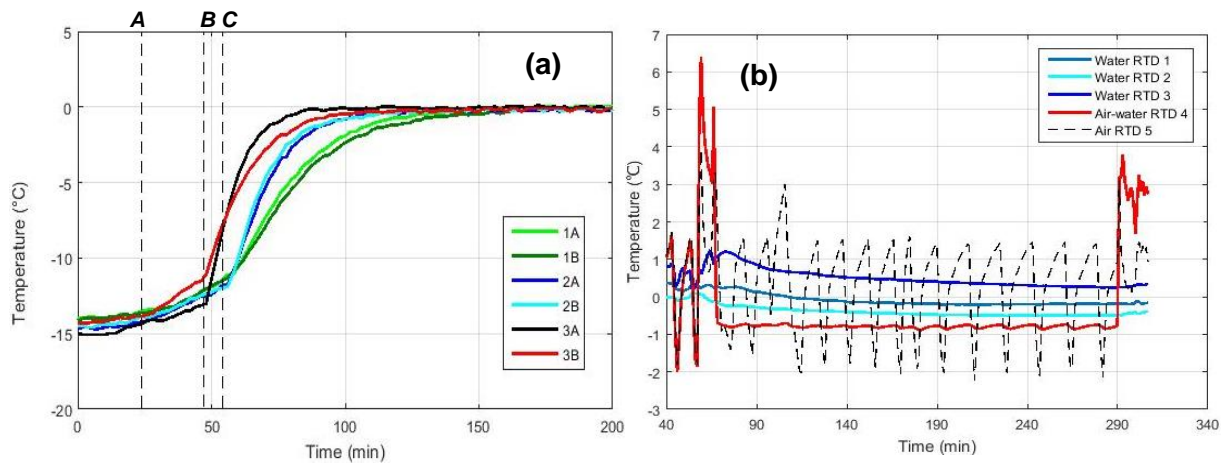 A B C
5
0
-5
-10
-15
-20
0 50 100 150 200
Temperature (°C)
Time (min)
(a)
1A
1B
2A
2B
3A
3B
7
6
5
4
3
2
1
0
-1
-2
-3
40 90 140 190 240 290 340
Temperature (℃)
Time (min)
(b)
Water RTD 1
Water RTD 2
Water RTD 3
Air-water RTD 4
Air RTD 5